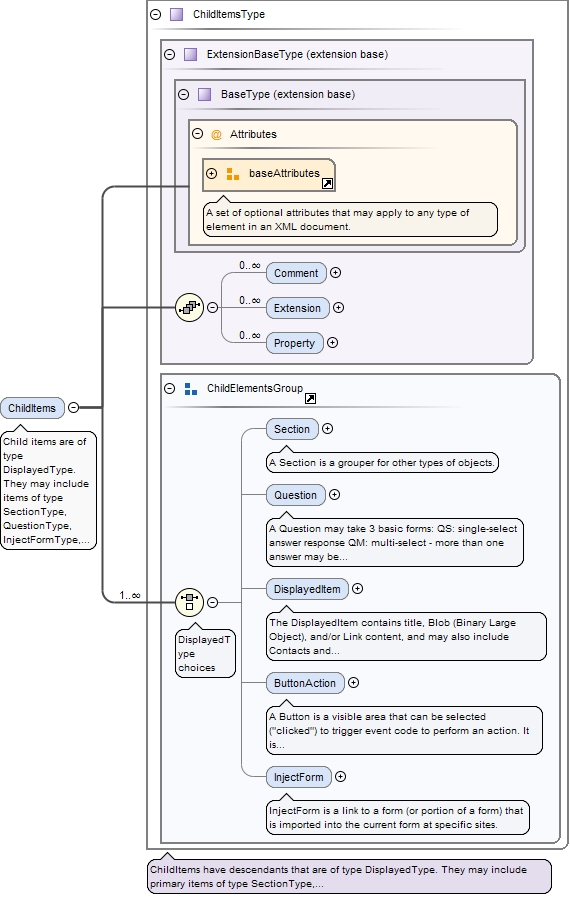 ChildItemsType
ExtensionBaseType (extension base)
BaseType (extension base)
@ Attributes
baseAttributes
A set of optional attributes that may apply to any type of
element in an XML document.
0..∞ Comment
0..∞ Extension
0..∞ Property
ChildElementsGroup
ChildItems
Child items are of
type
DisplayedType.
They may include
items of type
SectionType,
QuestionType,
InjectFormType,...
Section
A Section is a grouper for other types of objects.
Question
A Question may take 3 basic forms: QS: single-select
answer response QM: multi-select - more than one
answer may be...
1..∞
DisplayedT
ype
choices
DisplayedItem
The DisplayedItem contains title, Blob (Binary Large
Object), and/or Link content, and may also include
Contacts and...
ButtonAction
A Button is a visible area that can be selected
("clicked") to trigger event code to perform an action. It
is...
InjectForm
InjectForm is a link to a form (or portion of a form) that
is imported into the current form at specific sites.
ChildItems have descendants that are of type DisplayedType. They may include
primary items of type SectionType,...